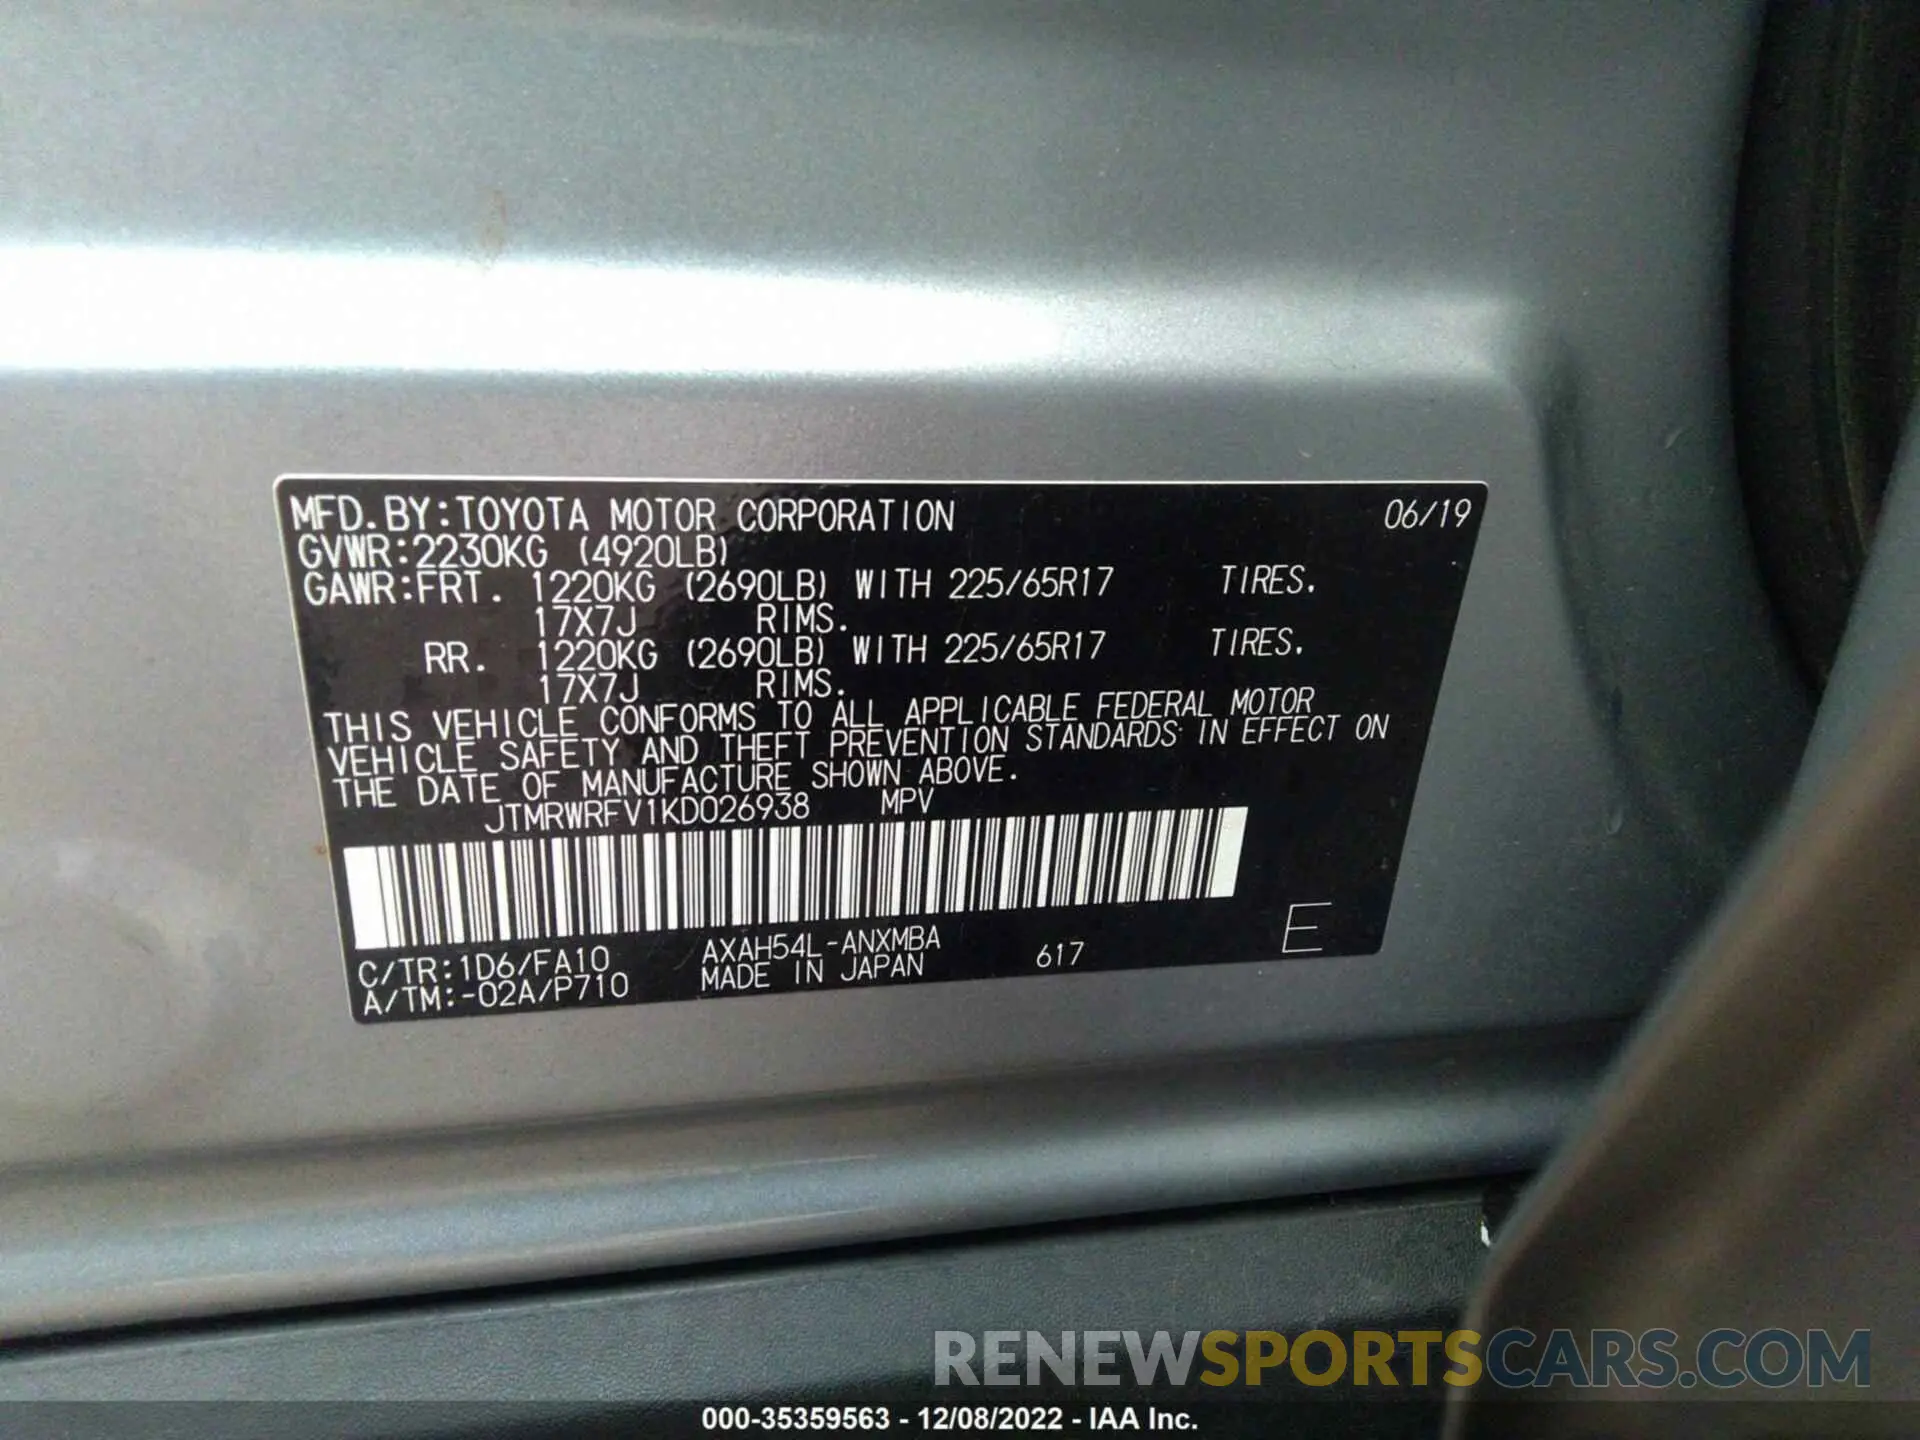 MFD.BY:TOYOTA MOTOR CORPORATION 06/19
GVWR:2230KG (4920LB)
GAWR:FRT. 1220KG (2690LB) WITH 225/65R17 TIRES.
17X7J RIMS.
RR. 1220KG (2690LB) WITH 225/65R17 TIRES.
17X7J RIMS.
THIS VEHICLE CONFORMS TO ALL APPLICABLE FEDERAL MOTOR
VEHICLE SAFETY AND THEFT PREVENTION STANDARDS IN EFFECT ON
THE DATE OF MANUFACTURE SHOWN ABOVE.
JTMRWRFV1KD026938 MPV
C/TR:1D6/FA10 AXAH54L-ANXMBA 617 E
A/TM:-02A/P710 MADE IN JAPAN
RENEWSPORTSCARS.COM
000-35359563 - 12/08/2022 - IAA Inc.